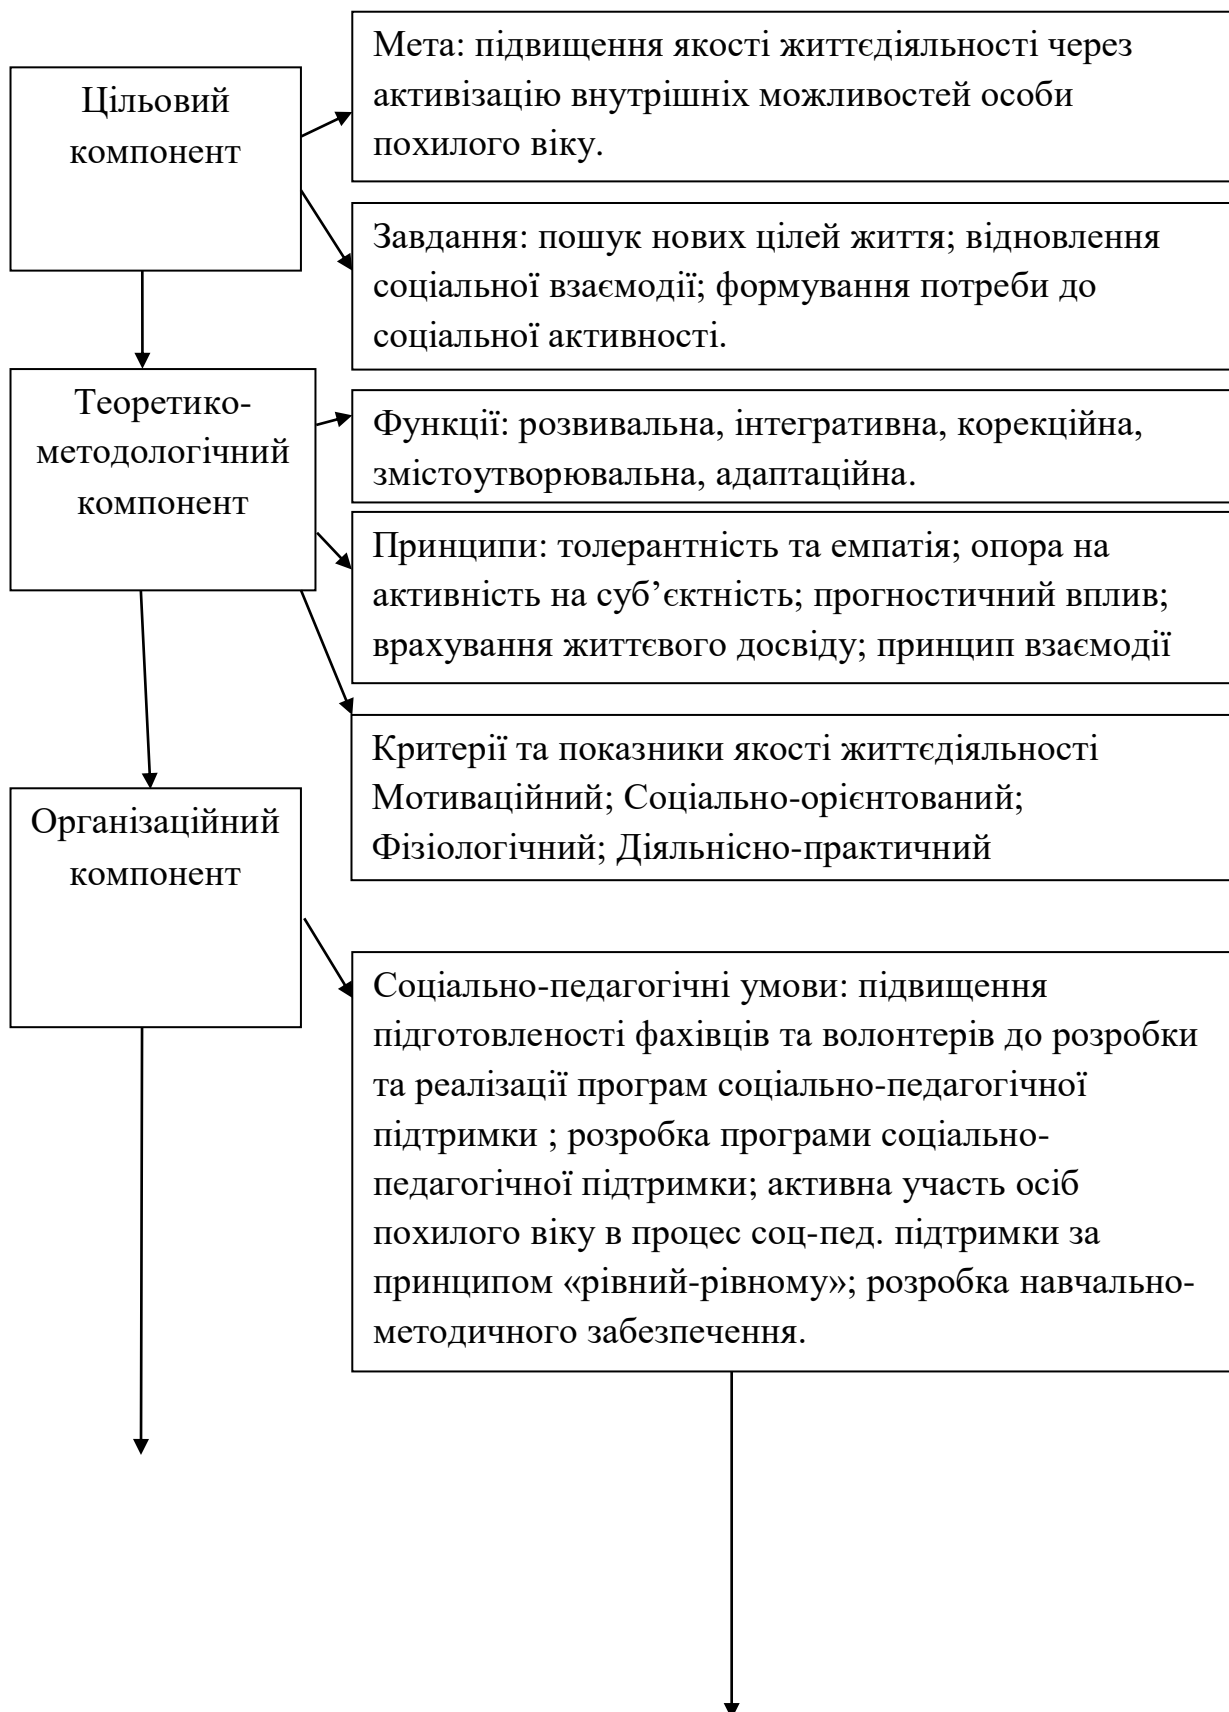 Цільовий
компонент
Мета: підвищення якості життєдіяльності через
активізацію внутрішніх можливостей особи
похилого віку.
Завдання: пошук нових цілей життя; відновлення
соціальної взаємодії; формування потреби до
соціальної активності.
Теоретико-
методологічний
компонент
Функції: розвивальна, інтегративна, корекційна,
змістоутворювальна, адаптаційна.
Принципи: толерантність та емпатія; опора на
активність на суб’єктність; прогностичний вплив;
врахування життєвого досвіду; принцип взаємодії
Критерії та показники якості життєдіяльності
Мотиваційний; Соціально-орієнтований;
Фізіологічний; Діяльнісно-практичний
Організаційний
компонент
Соціально-педагогічні умови: підвищення
підготовленості фахівців та волонтерів до розробки
та реалізації програм соціально-педагогічної
підтримки ; розробка програми соціально-
педагогічної підтримки; активна участь осіб
похилого віку в процес соц-пед. підтримки за
принципом «рівний-рівному»; розробка навчально-
методичного забезпечення.